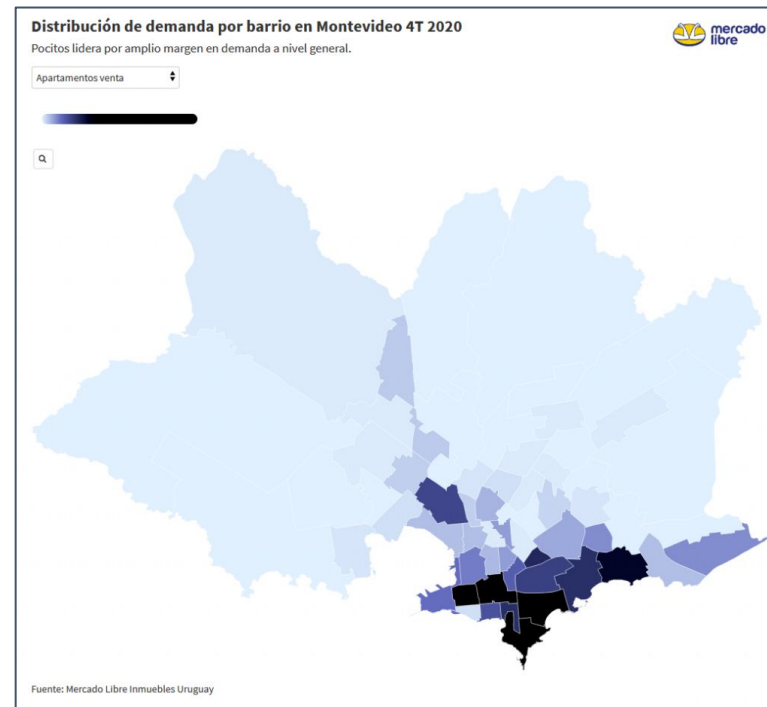 Distribución de demanda por barrio en Montevideo 4T 2020
mercado
libre
Pocitos lidera por amplio margen en demanda a nivel general.
Apartamentos venta
Fuente: Mercado Libre Inmuebles Uruguay